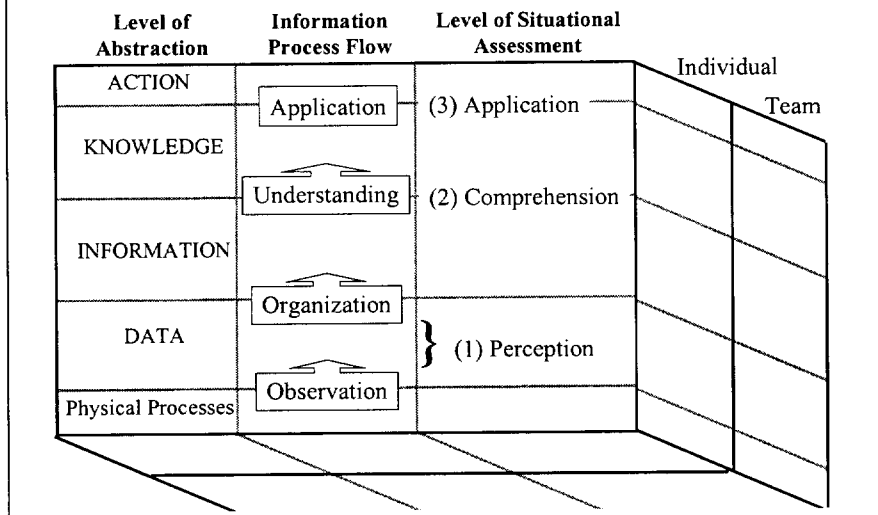 Level of
Abstraction
Information
Process Flow
Level of Situational
Assessment
Individual
Team
ACTION
Application
(3) Application
KNOWLEDGE
Understanding
(2) Comprehension
INFORMATION
Organization
DATA
} (1) Perception
Observation
Physical Processes